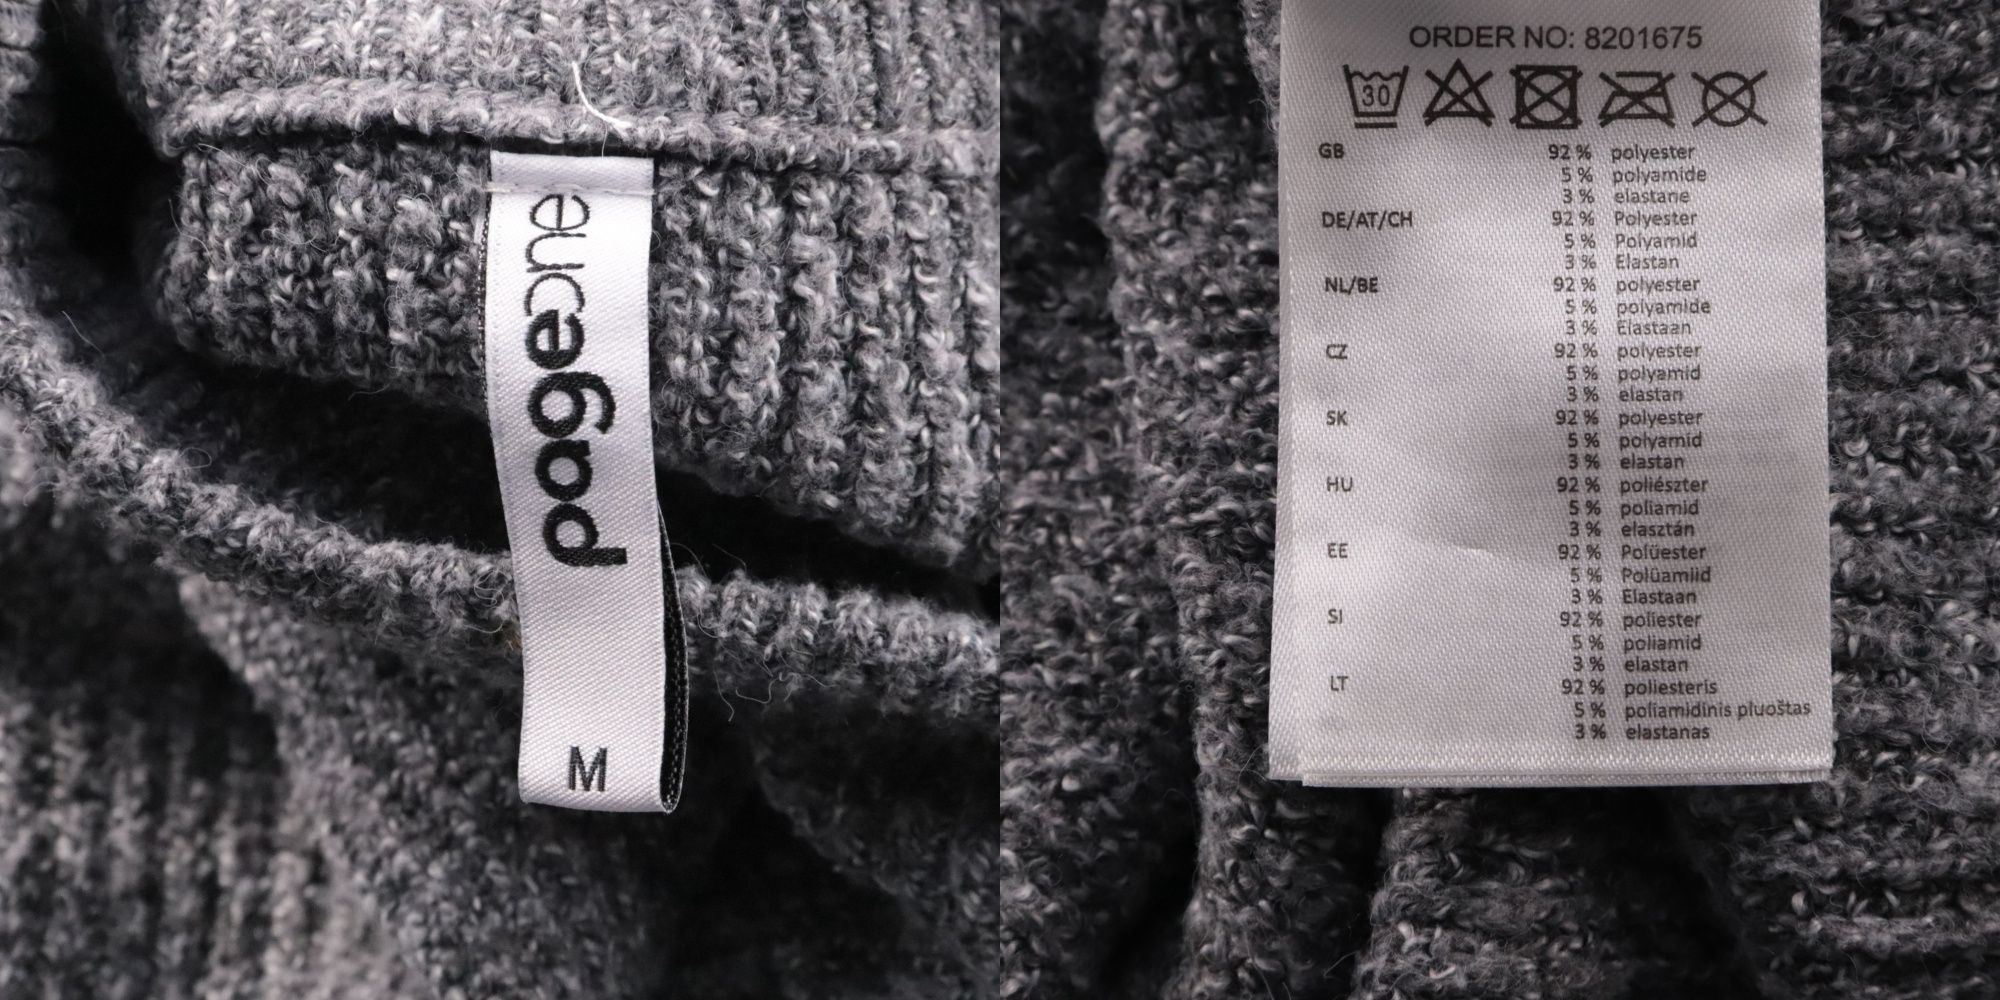 pageone
M
ORDER NO: 8201675
30
GB 92 % polyester
5 % polyamide
3 % elastane
DE/AT/CH 92 % Polyester
5 % Polyamid
3 % Elastan
NL/BE 92 % polyester
5 % polyamide
3 % Elastaan
CZ 92 % polyester
5 % polyamid
3 % elastan
SK 92 % polyester
5 % polyamid
3 % elastan
HU 92 % poliészter
5 % poliamid
3 % elasztán
EE 92 % Polüester
5 % Polüamiid
3 % Elastaan
SI 92 % poliester
5 % poliamid
3 % elastan
LT 92 % poliesteris
5 % poliamidinis pluoštas
3 % elastanas